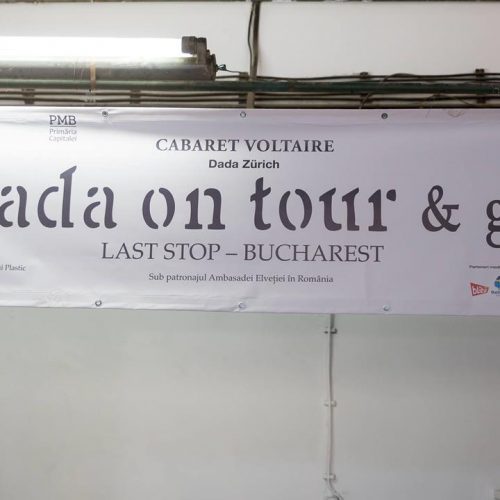 PMB
Primăria
Capitalei
CABARET VOLTAIRE
Dada Zürich
ada on tour & g
LAST STOP – BUCHAREST
Plastic
Sub patronajul Ambasadei Elveției în România
Parteneri